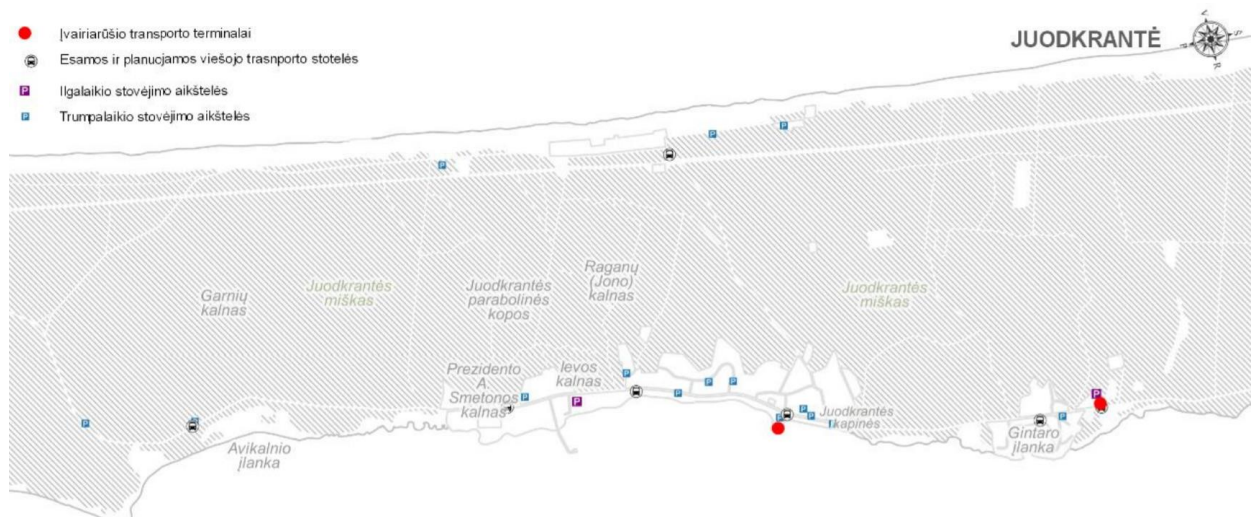 Įvairiarūšio transporto terminalai
Esamos ir planucjamos viešojo trasnporto stotelės
Ilgalaikio stovėjimo aikštelės
Trumpalaikio stovėjimo aikštelės
JUODKRANTĖ
V
Š
P
R
Garnių
kalnas
Juodkrantės
miškas
Juodkrantės
parabolinės
kopos
Raganų
(Jono)
kalnas
Juodkrantės
miškas
Prezidento
A
Smetonos
kalnas
Ievos
kalnas
Juodkrantės
kapinės
Gintaro
įlanka
Avikalnio
įlanka